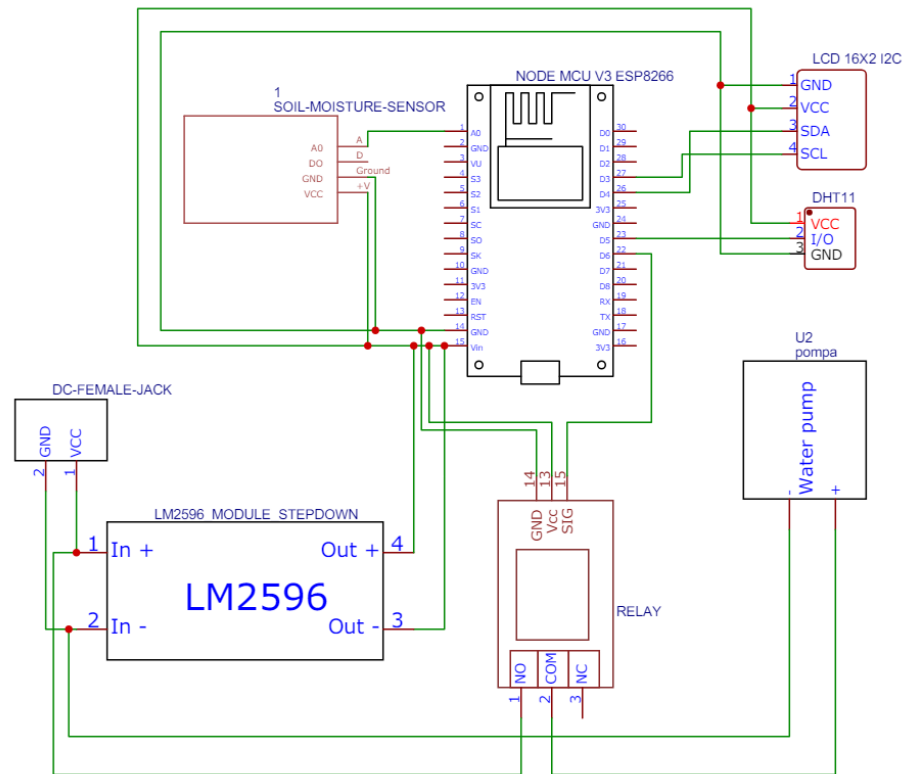 LCD 16X2 I2C
1 GND
2 VCC
3 SDA
4 SCL
NODE MCU V3 ESP8266
1 A0
2 GND
3 VU
4 S3
5 S2
6 S1
7 SC
8 SO
9 SK
10 GND
11 3V3
12 EN
13 RST
14 GND
15 Vin
D0 30
D1 29
D2 28
D3 27
D4 26
3V3 25
GND 24
D5 23
D6 22
D7 21
D8 20
RX 19
TX 18
GND 17
3V3 16
1
SOIL-MOISTURE-SENSOR
A0 A
DO D
GND Ground
VCC +V
DHT11
1 VCC
2 I/O
3 GND
U2
pompa
Water pump
- +
DC-FEMALE-JACK
GND VCC
2 1
LM2596 MODULE STEPDOWN
1 In + Out + 4
LM2596
2 In - Out - 3
14 13 15
GND Vcc SIG
RELAY
NO COM NC
1 2 3